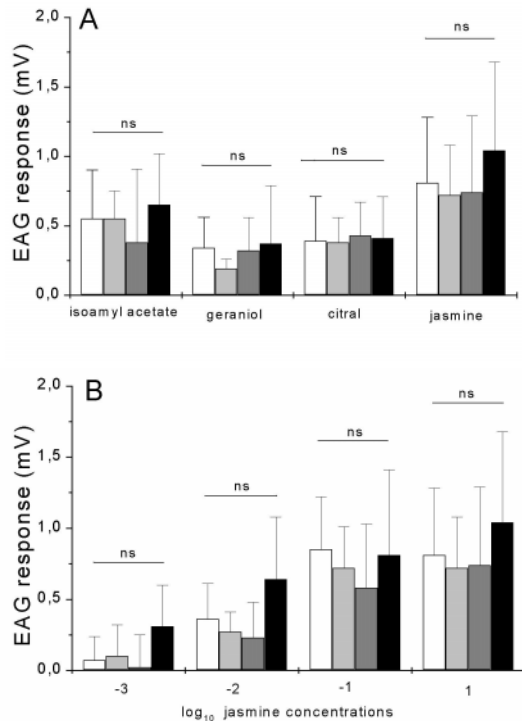 A
EAG response (mV)
2,0
1,5
1,0
0,5
0,0
ns
ns
ns
ns
isoamyl acetate
geraniol
citral
jasmine
B
EAG response (mV)
2,0
1,5
1,0
0,5
0,0
ns
ns
ns
ns
-3
-2
-1
1
log10 jasmine concentrations